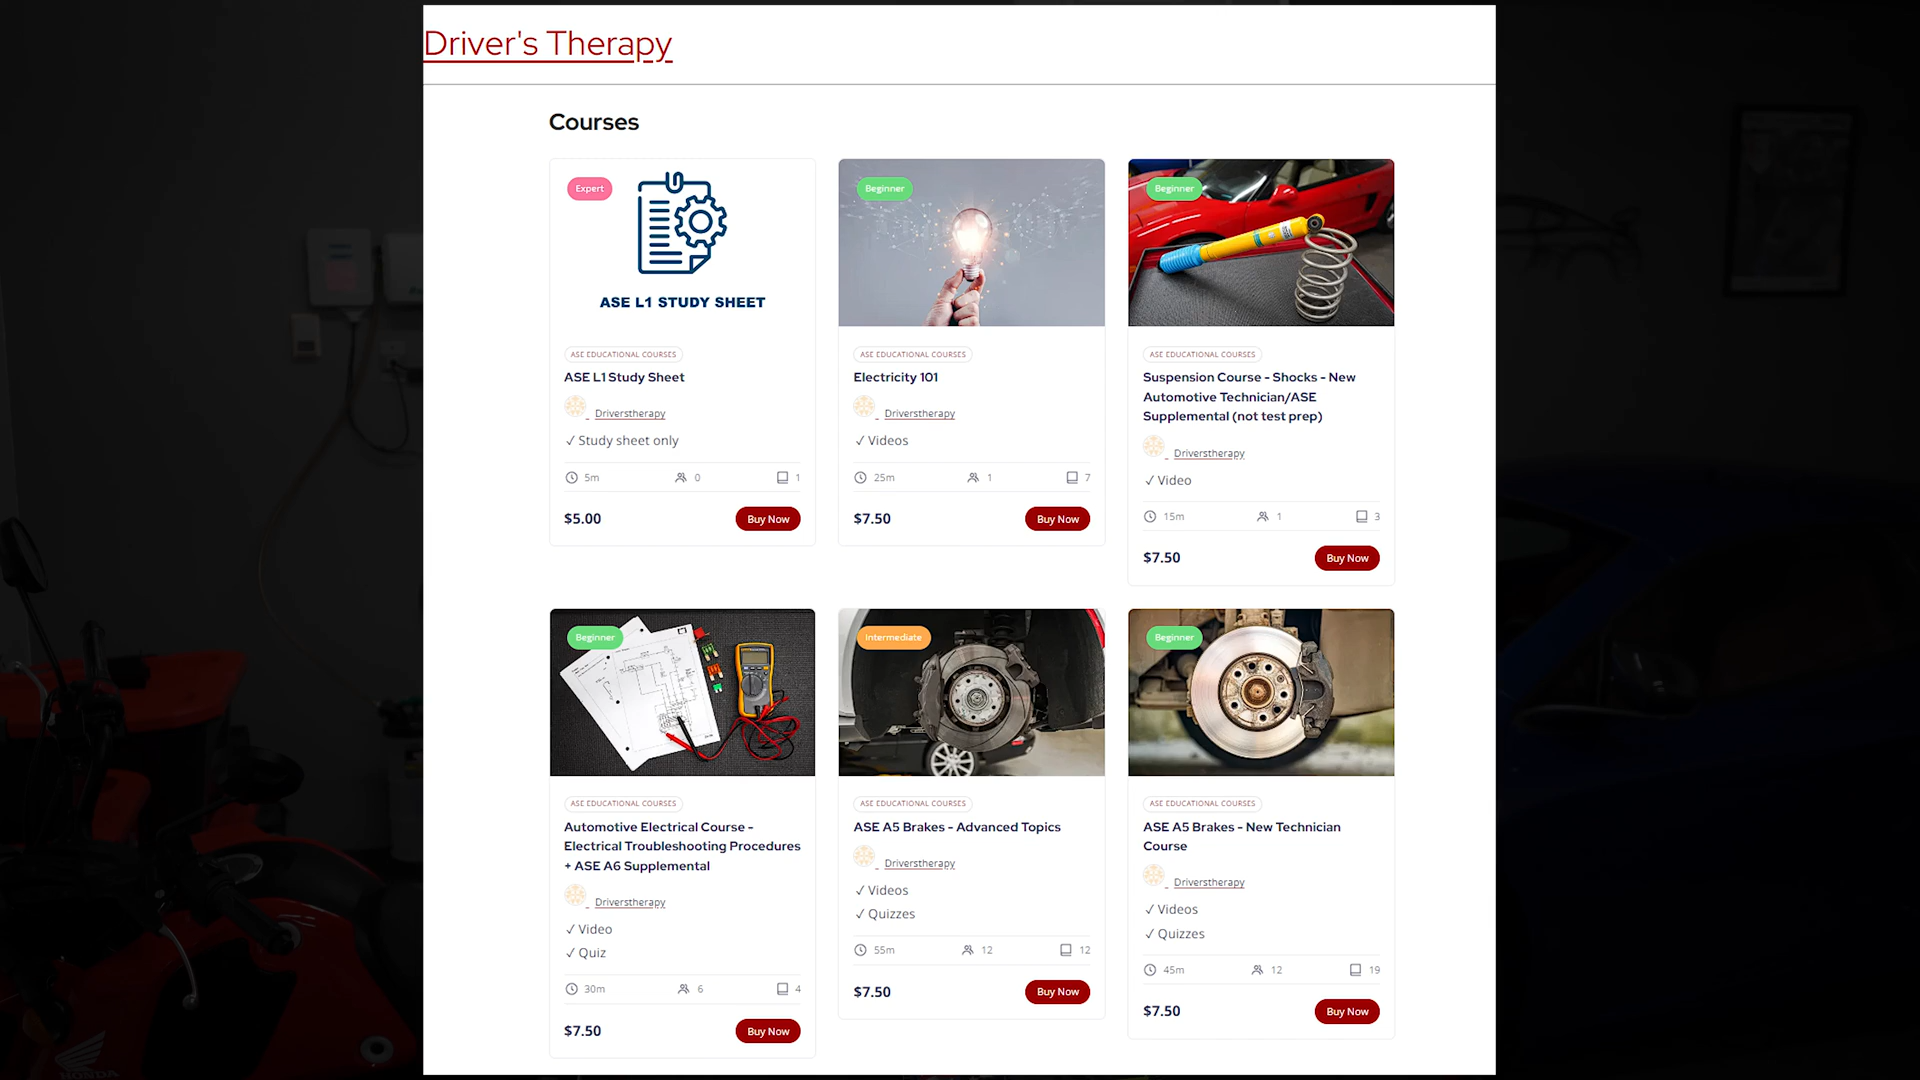 Driver's Therapy
Courses
Expert
ASE L1 STUDY SHEET
ASE EDUCATIONAL COURSES
ASE L1 Study Sheet
Driverstherapy
✓ Study sheet only
5m 0 1
$5.00 Buy Now
Beginner
ASE EDUCATIONAL COURSES
Electricity 101
Driverstherapy
✓ Videos
25m 1 7
$7.50 Buy Now
Beginner
ASE EDUCATIONAL COURSES
Suspension Course - Shocks - New
Automotive Technician/ASE
Supplemental (not test prep)
Driverstherapy
✓ Video
15m 1 3
$7.50 Buy Now
Beginner
ASE EDUCATIONAL COURSES
Automotive Electrical Course -
Electrical Troubleshooting Procedures
+ ASE A6 Supplemental
Driverstherapy
✓ Video
✓ Quiz
30m 6 4
$7.50 Buy Now
Intermediate
ASE EDUCATIONAL COURSES
ASE A5 Brakes - Advanced Topics
Driverstherapy
✓ Videos
✓ Quizzes
55m 12 12
$7.50 Buy Now
Beginner
ASE EDUCATIONAL COURSES
ASE A5 Brakes - New Technician
Course
Driverstherapy
✓ Videos
✓ Quizzes
45m 12 19
$7.50 Buy Now
HONDA